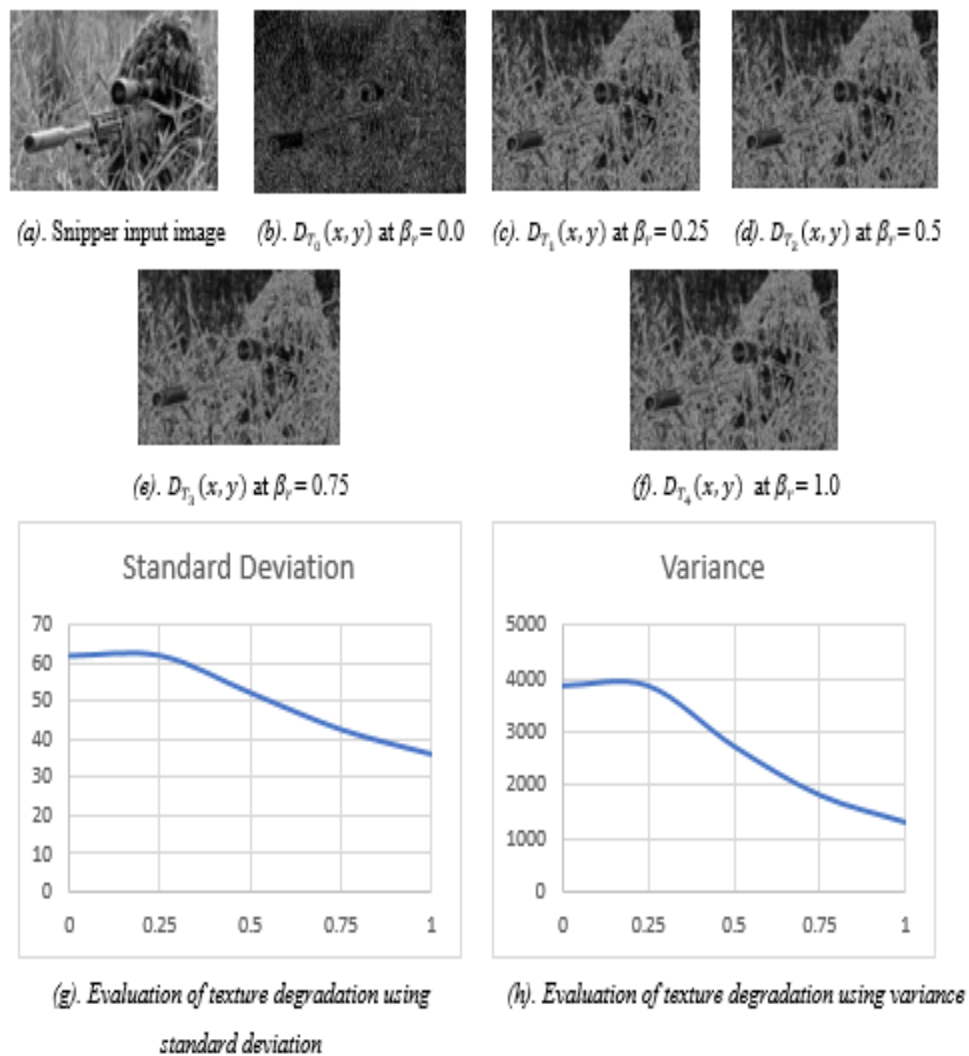 (a). Snipper input image
(b). D_{T_0}(x, y) at β_r = 0.0
(c). D_{T_1}(x, y) at β_r = 0.25
(d). D_{T_2}(x, y) at β_r = 0.5
(e). D_{T_3}(x, y) at β_r = 0.75
(f). D_{T_4}(x, y) at β_r = 1.0
Standard Deviation
70
60
50
40
30
20
10
0
0 0.25 0.5 0.75 1
(g). Evaluation of texture degradation using
standard deviation
Variance
5000
4000
3000
2000
1000
0
0 0.25 0.5 0.75 1
(h). Evaluation of texture degradation using variance